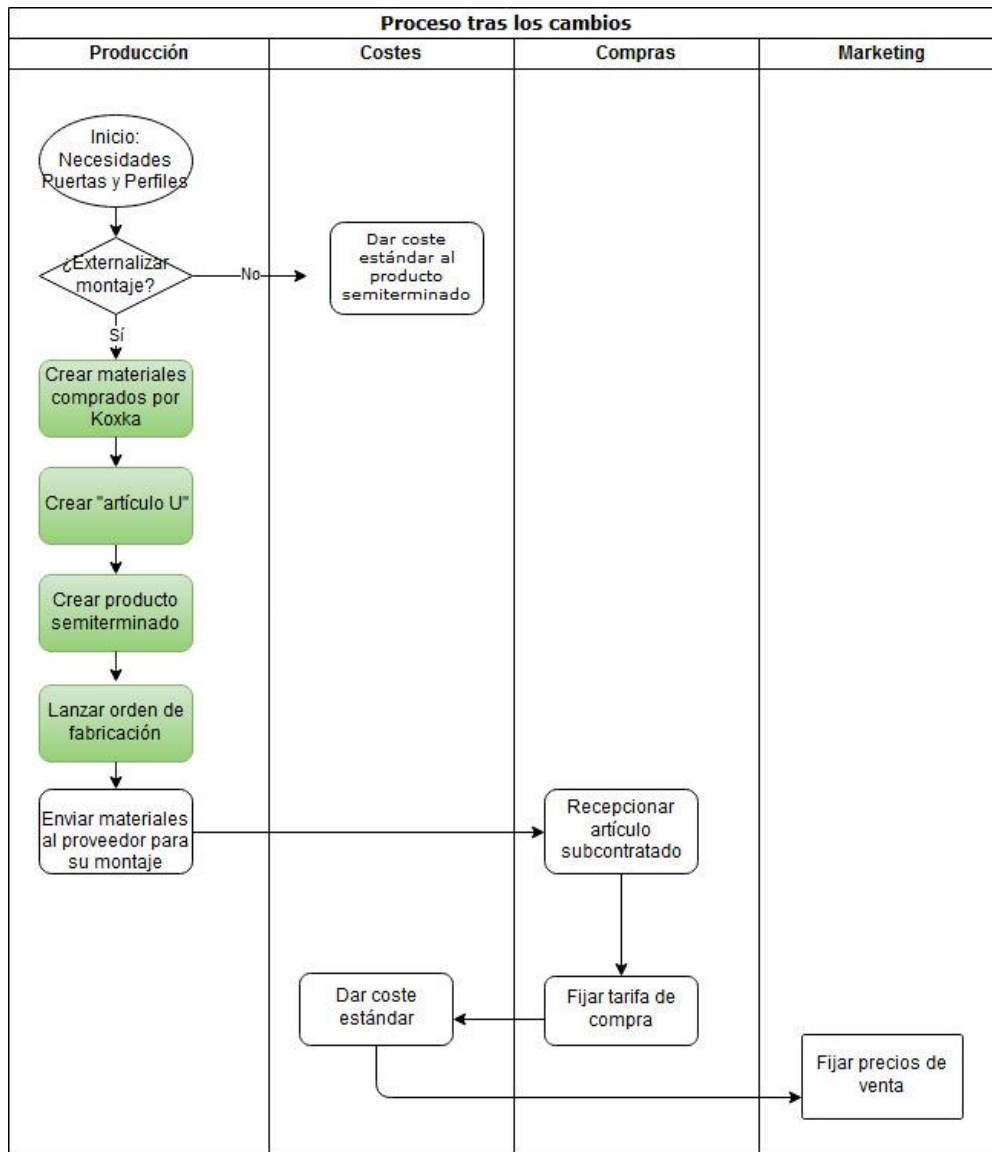 Proceso tras los cambios
Producción
Costes
Compras
Marketing
Inicio:
Necesidades
Puertas y Perfiles
¿Externalizar
montaje?
No
Dar coste
estándar al
producto
semiterminado
Sí
Crear materiales
comprados por
Koxka
Crear "artículo U"
Crear producto
semiterminado
Lanzar orden de
fabricación
Enviar materiales
al proveedor para
su montaje
Recepcionar
artículo
subcontratado
Fijar tarifa de
compra
Dar coste
estándar
Fijar precios de
venta